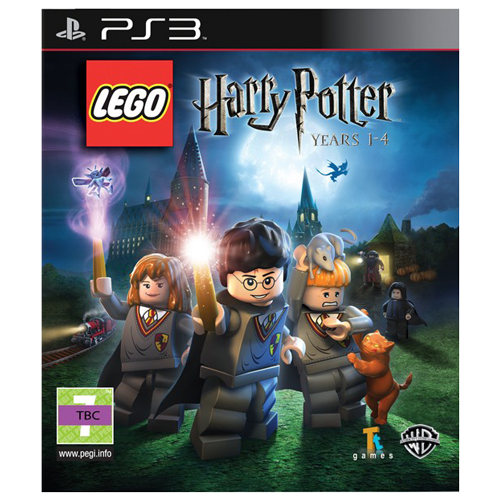 PS3
LEGO
Harry Potter
YEARS 1-4
7
TBC
www.pegi.info
Tt
games
WB